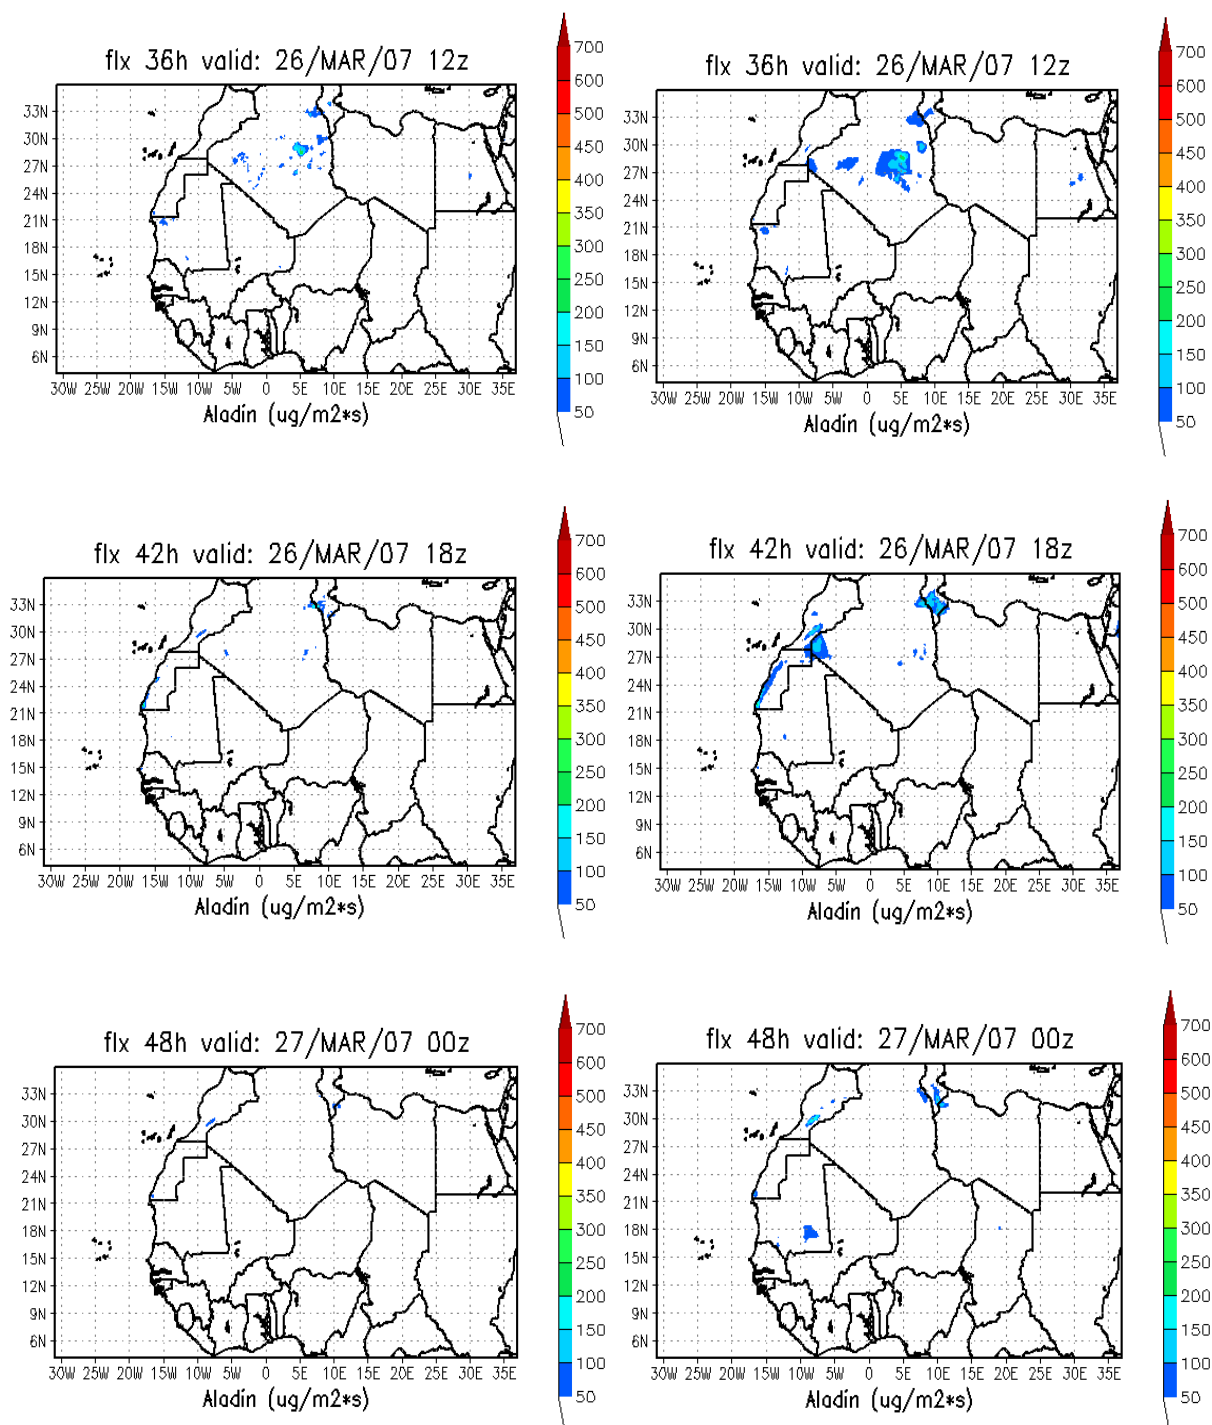 flx 36h valid: 26/MAR/07 12z
33N
30N
27N
24N
21N
18N
15N
12N
9N
6N
30W 25W 20W 15W 10W 5W 0 5E 10E 15E 20E 25E 30E 35E
Aladin (ug/m2*s)
700
600
500
450
400
350
300
250
200
150
100
50
flx 36h valid: 26/MAR/07 12z
33N
30N
27N
24N
21N
18N
15N
12N
9N
6N
30W 25W 20W 15W 10W 5W 0 5E 10E 15E 20E 25E 30E 35E
Aladin (ug/m2*s)
700
600
500
450
400
350
300
250
200
150
100
50
flx 42h valid: 26/MAR/07 18z
33N
30N
27N
24N
21N
18N
15N
12N
9N
6N
30W 25W 20W 15W 10W 5W 0 5E 10E 15E 20E 25E 30E 35E
Aladin (ug/m2*s)
700
600
500
450
400
350
300
250
200
150
100
50
flx 42h valid: 26/MAR/07 18z
33N
30N
27N
24N
21N
18N
15N
12N
9N
6N
30W 25W 20W 15W 10W 5W 0 5E 10E 15E 20E 25E 30E 35E
Aladin (ug/m2*s)
700
600
500
450
400
350
300
250
200
150
100
50
flx 48h valid: 27/MAR/07 00z
33N
30N
27N
24N
21N
18N
15N
12N
9N
6N
30W 25W 20W 15W 10W 5W 0 5E 10E 15E 20E 25E 30E 35E
Aladin (ug/m2*s)
700
600
500
450
400
350
300
250
200
150
100
50
flx 48h valid: 27/MAR/07 00z
33N
30N
27N
24N
21N
18N
15N
12N
9N
6N
30W 25W 20W 15W 10W 5W 0 5E 10E 15E 20E 25E 30E 35E
Aladin (ug/m2*s)
700
600
500
450
400
350
300
250
200
150
100
50